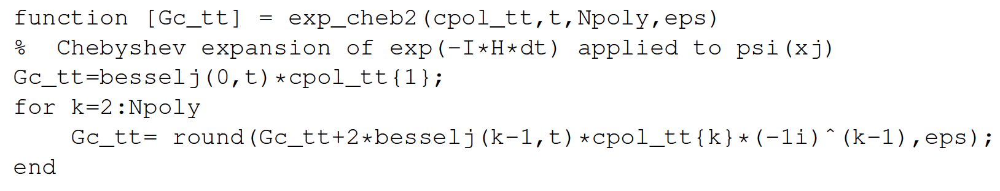 function [Gc_tt] = exp_cheb2(cpol_tt,t,Npoly,eps)
%  Chebyshev expansion of exp(-I*H*dt) applied to psi(xj)
Gc_tt=besselj(0,t)*cpol_tt{1};
for k=2:Npoly
    Gc_tt= round(Gc_tt+2*besselj(k-1,t)*cpol_tt{k}*(-1i)^(k-1),eps);
end